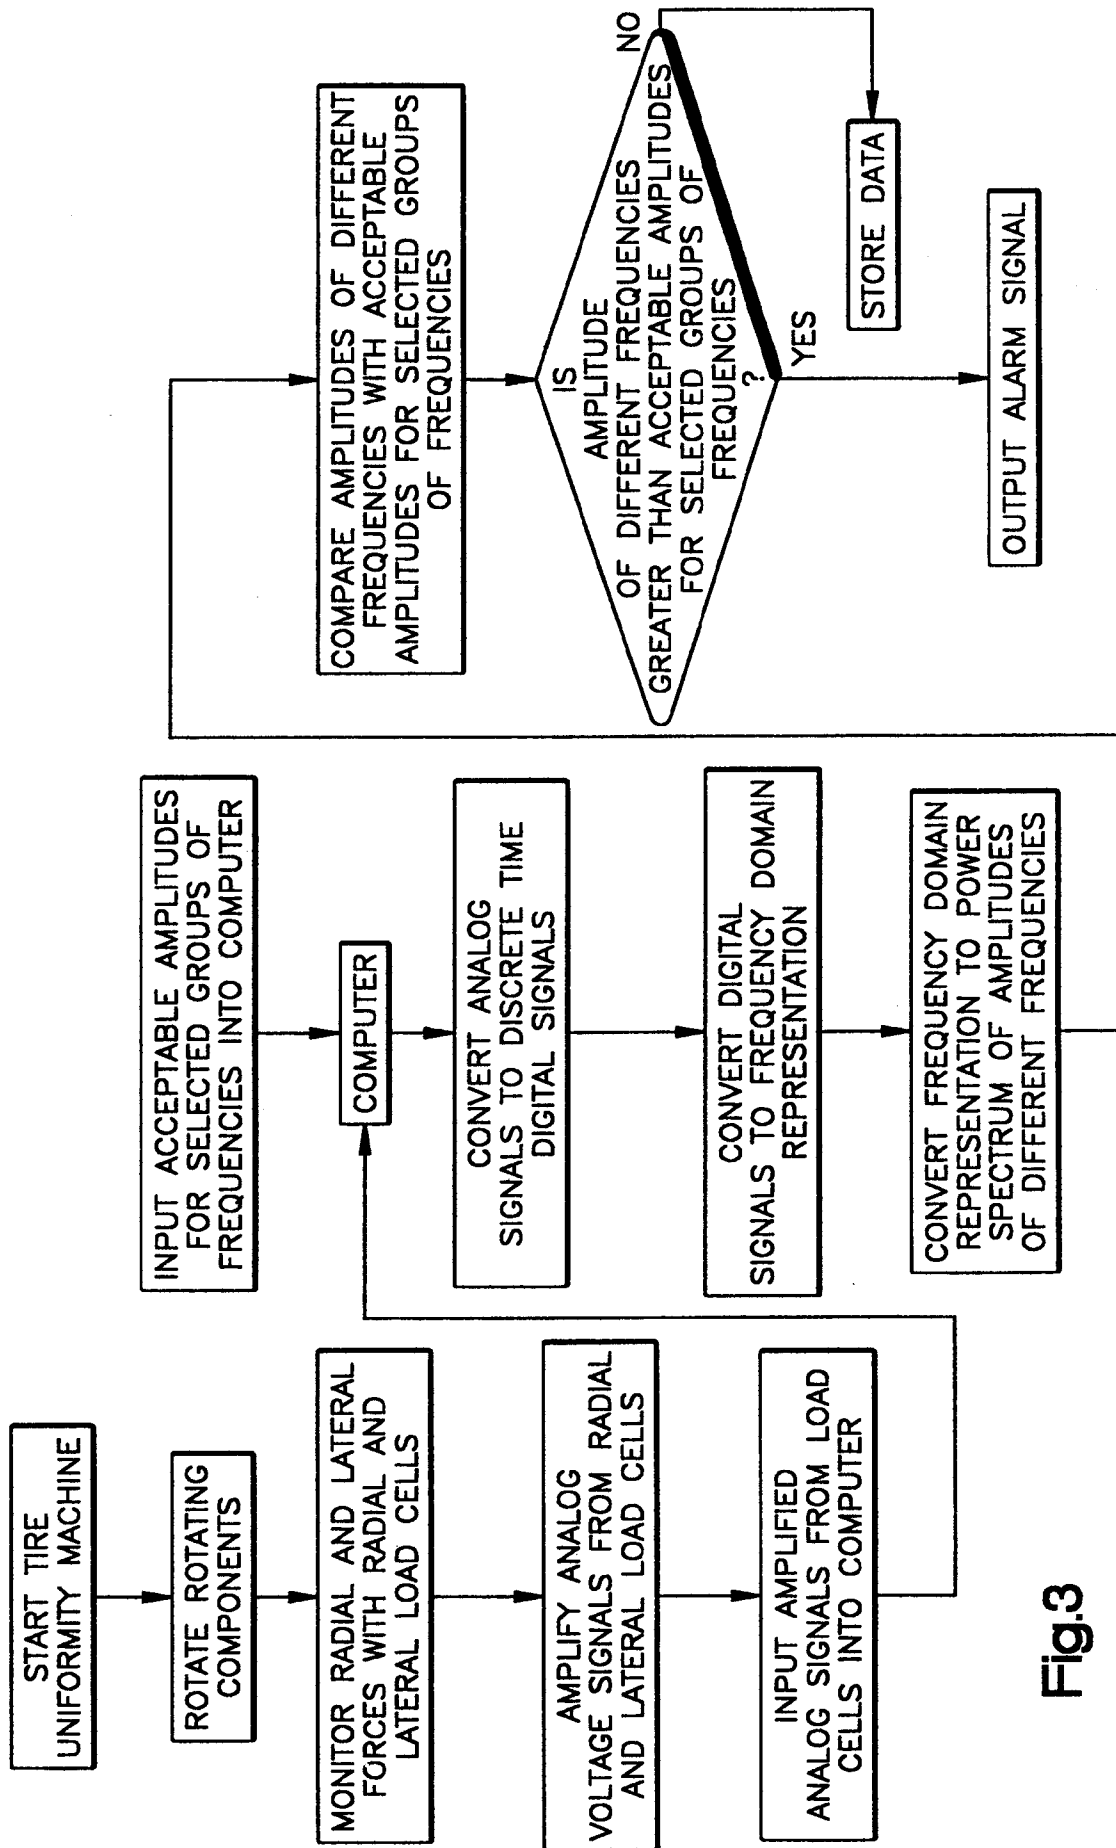 START TIRE
UNIFORMITY MACHINE
ROTATE ROTATING
COMPONENTS
MONITOR RADIAL AND LATERAL
FORCES WITH RADIAL AND
LATERAL LOAD CELLS
AMPLIFY ANALOG
VOLTAGE SIGNALS FROM RADIAL
AND LATERAL LOAD CELLS
INPUT AMPLIFIED
ANALOG SIGNALS FROM LOAD
CELLS INTO COMPUTER
INPUT ACCEPTABLE AMPLITUDES
FOR SELECTED GROUPS OF
FREQUENCIES INTO COMPUTER
COMPUTER
CONVERT ANALOG
SIGNALS TO DISCRETE TIME
DIGITAL SIGNALS
CONVERT DIGITAL
SIGNALS TO FREQUENCY DOMAIN
REPRESENTATION
CONVERT FREQUENCY DOMAIN
REPRESENTATION TO POWER
SPECTRUM OF AMPLITUDES
OF DIFFERENT FREQUENCIES
COMPARE AMPLITUDES OF DIFFERENT
FREQUENCIES WITH ACCEPTABLE
AMPLITUDES FOR SELECTED GROUPS
OF FREQUENCIES
IS
AMPLITUDE
OF DIFFERENT FREQUENCIES
GREATER THAN ACCEPTABLE AMPLITUDES
FOR SELECTED GROUPS OF
FREQUENCIES
?
NO
YES
STORE DATA
OUTPUT ALARM SIGNAL
Fig.3